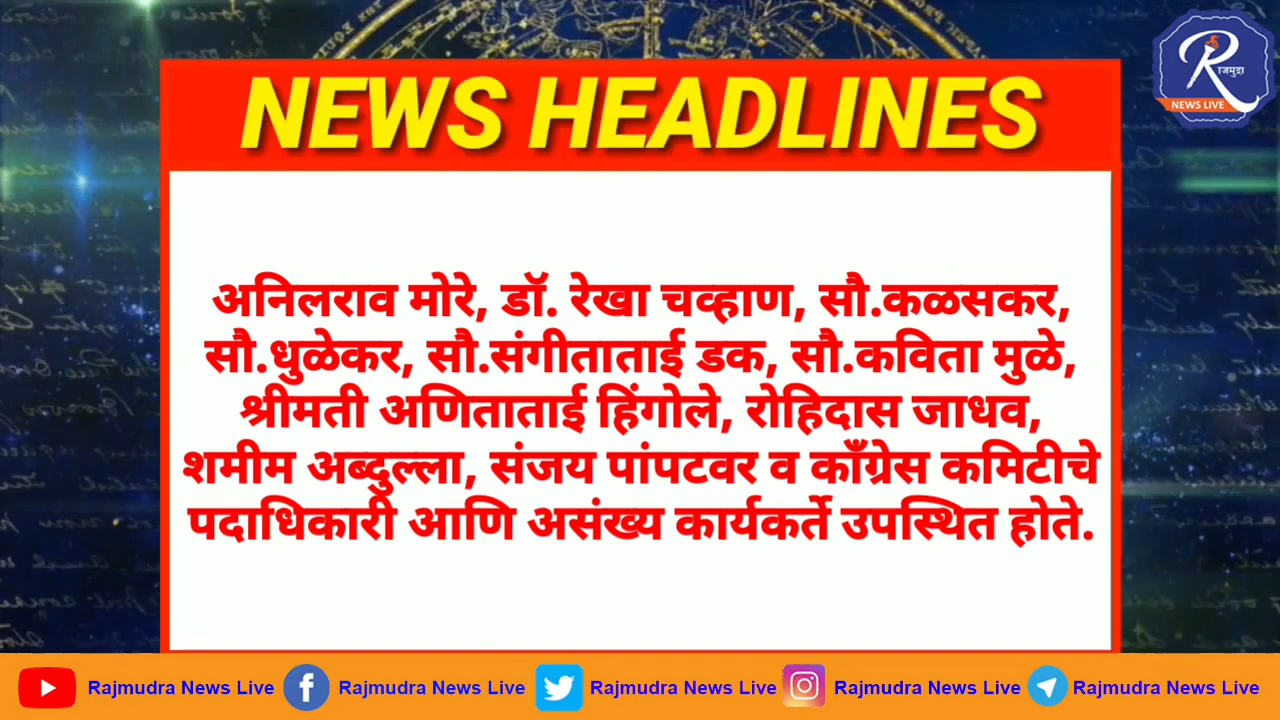 NEWS HEADLINES
राजमुद्रा
NEWS LIVE
अनिलराव मोरे, डॉ. रेखा चव्हाण, सौ.कळसकर,
सौ.धुळेकर, सौ.संगीताताई डक, सौ.कविता मुळे,
श्रीमती अणिताताई हिंगोले, रोहिदास जाधव,
शमीम अब्दुल्ला, संजय पांपटवर व काँग्रेस कमिटीचे
पदाधिकारी आणि असंख्य कार्यकर्ते उपस्थित होते.
Rajmudra News Live Rajmudra News Live Rajmudra News Live Rajmudra News Live Rajmudra News Live